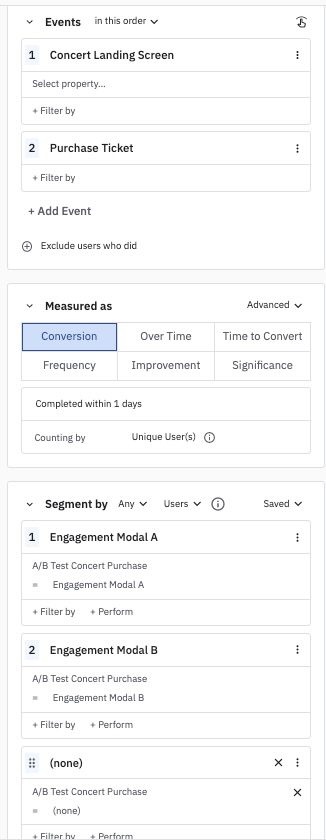 Events in this order
1 Concert Landing Screen
Select property...
+ Filter by
2 Purchase Ticket
+ Filter by
+ Add Event
Exclude users who did
Measured as Advanced
Conversion Over Time Time to Convert
Frequency Improvement Significance
Completed within 1 days
Counting by Unique User(s)
Segment by Any Users Saved
1 Engagement Modal A
A/B Test Concert Purchase
= Engagement Modal A
+ Filter by + Perform
2 Engagement Modal B
A/B Test Concert Purchase
= Engagement Modal B
+ Filter by + Perform
(none)
A/B Test Concert Purchase
= (none)
+ Filter by + Perform